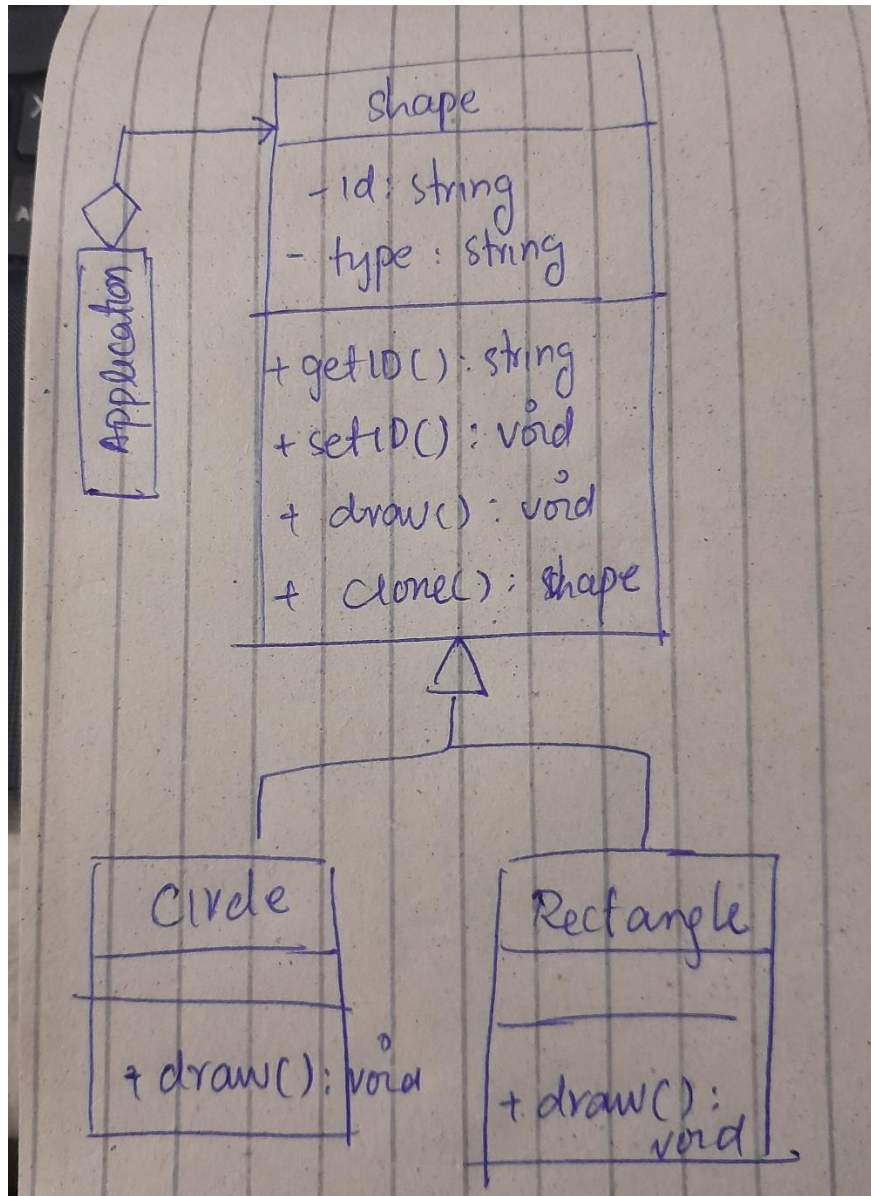 shape
- id: string
- type : string
Application
+ getID() : string
+ setID() : void
+ draw() : void
+ clone() : shape
Circle
Rectangle
+ draw() : void
+ draw() :
void